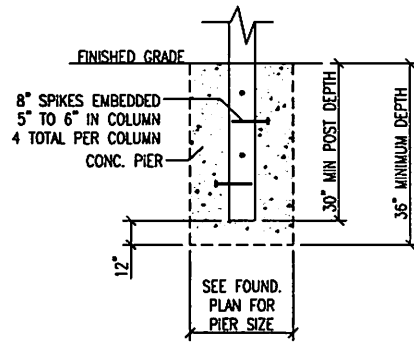 FINISHED GRADE
8" SPIKES EMBEDDED
5" TO 6" IN COLUMN
4 TOTAL PER COLUMN
CONC. PIER
30" MIN POST DEPTH
36" MINIMUM DEPTH
12"
SEE FOUND.
PLAN FOR
PIER SIZE